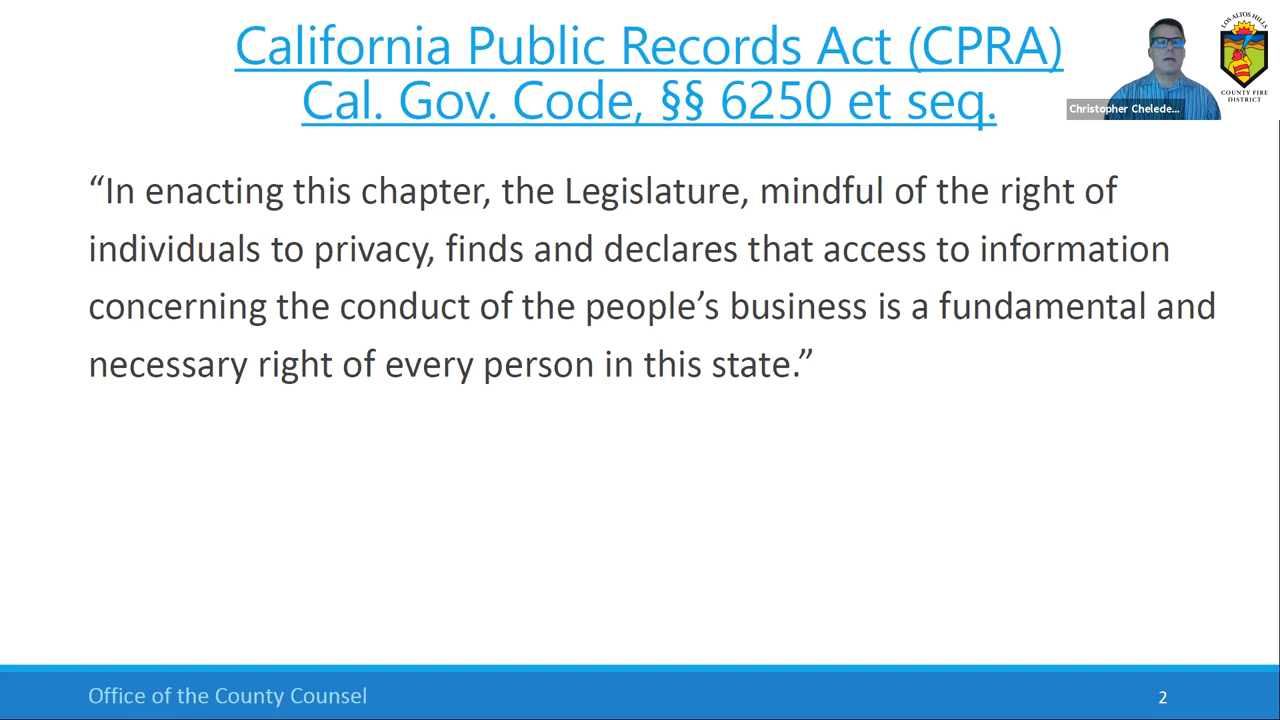 California Public Records Act (CPRA)
Cal. Gov. Code, §§ 6250 et seq.
LOS ALTOS HILLS
COUNTY FIRE
DISTRICT
Christopher Chelede...
“In enacting this chapter, the Legislature, mindful of the right of
individuals to privacy, finds and declares that access to information
concerning the conduct of the people’s business is a fundamental and
necessary right of every person in this state.”
Office of the County Counsel
2